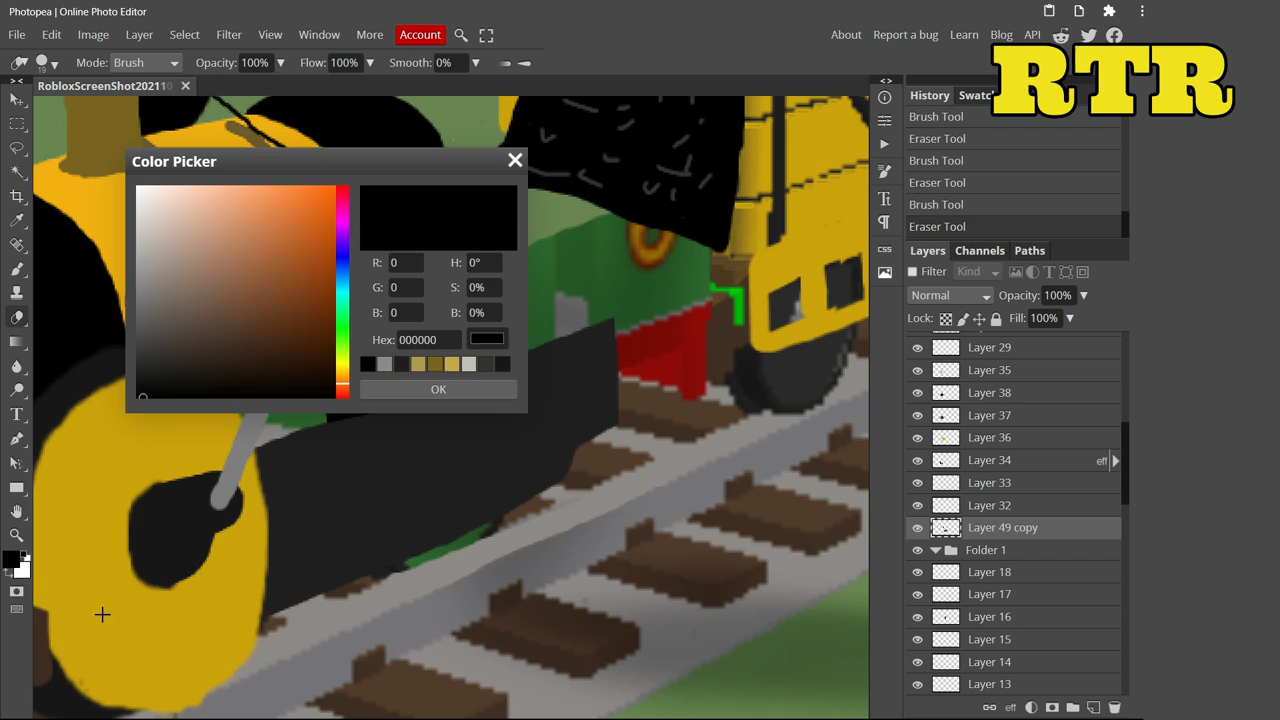 Photopea | Online Photo Editor
File Edit Image Layer Select Filter View Window More Account About Report a bug Learn Blog API
RTR
19 Mode: Brush Opacity: 100% Flow: 100% Smooth: 0%
RobloxScreenShot202111
History Swatc
Brush Tool
Eraser Tool
Brush Tool
Eraser Tool
Brush Tool
Eraser Tool
Color Picker
R: 0 H: 0°
G: 0 S: 0%
B: 0 B: 0%
Hex: 000000
OK
Layers Channels Paths
Filter Kind
Normal Opacity: 100%
Lock: Fill: 100%
Layer 29
Layer 35
Layer 38
Layer 37
Layer 36
Layer 34 eff
Layer 33
Layer 32
Layer 49 copy
Folder 1
Layer 18
Layer 17
Layer 16
Layer 15
Layer 14
Layer 13
eff
CSS